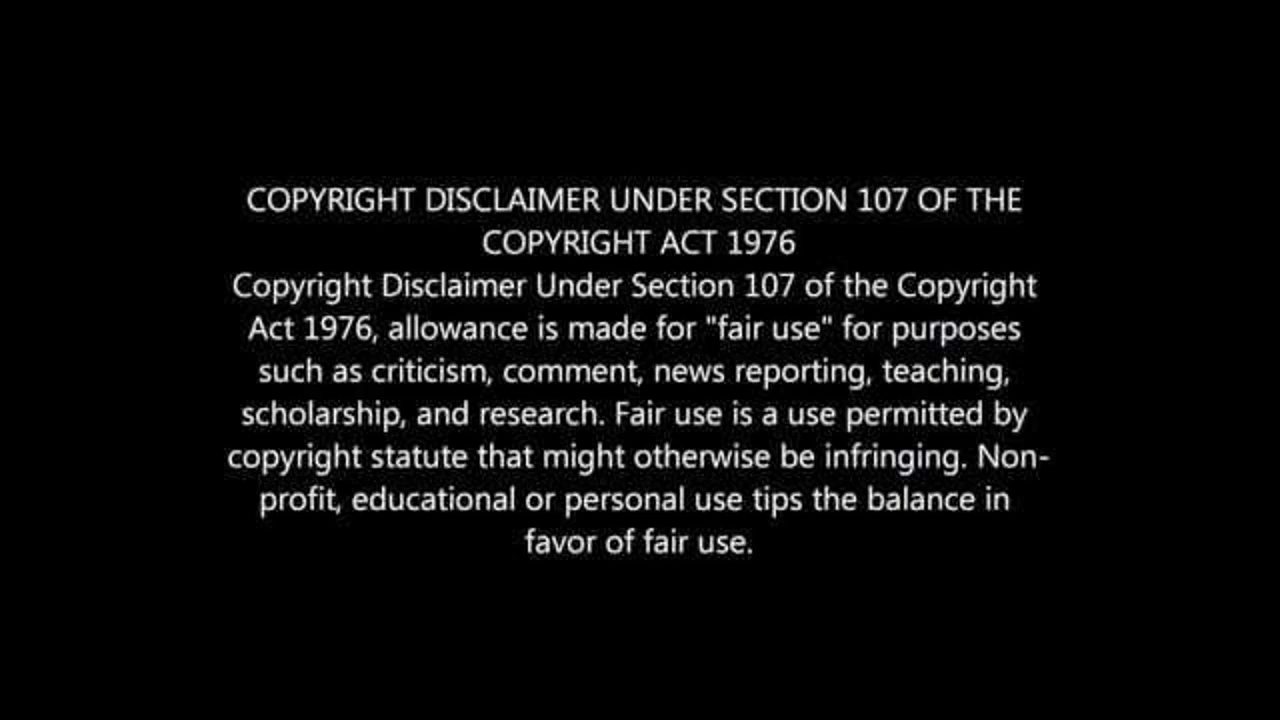 COPYRIGHT DISCLAIMER UNDER SECTION 107 OF THE
COPYRIGHT ACT 1976
Copyright Disclaimer Under Section 107 of the Copyright
Act 1976, allowance is made for "fair use" for purposes
such as criticism, comment, news reporting, teaching,
scholarship, and research. Fair use is a use permitted by
copyright statute that might otherwise be infringing. Non-
profit, educational or personal use tips the balance in
favor of fair use.